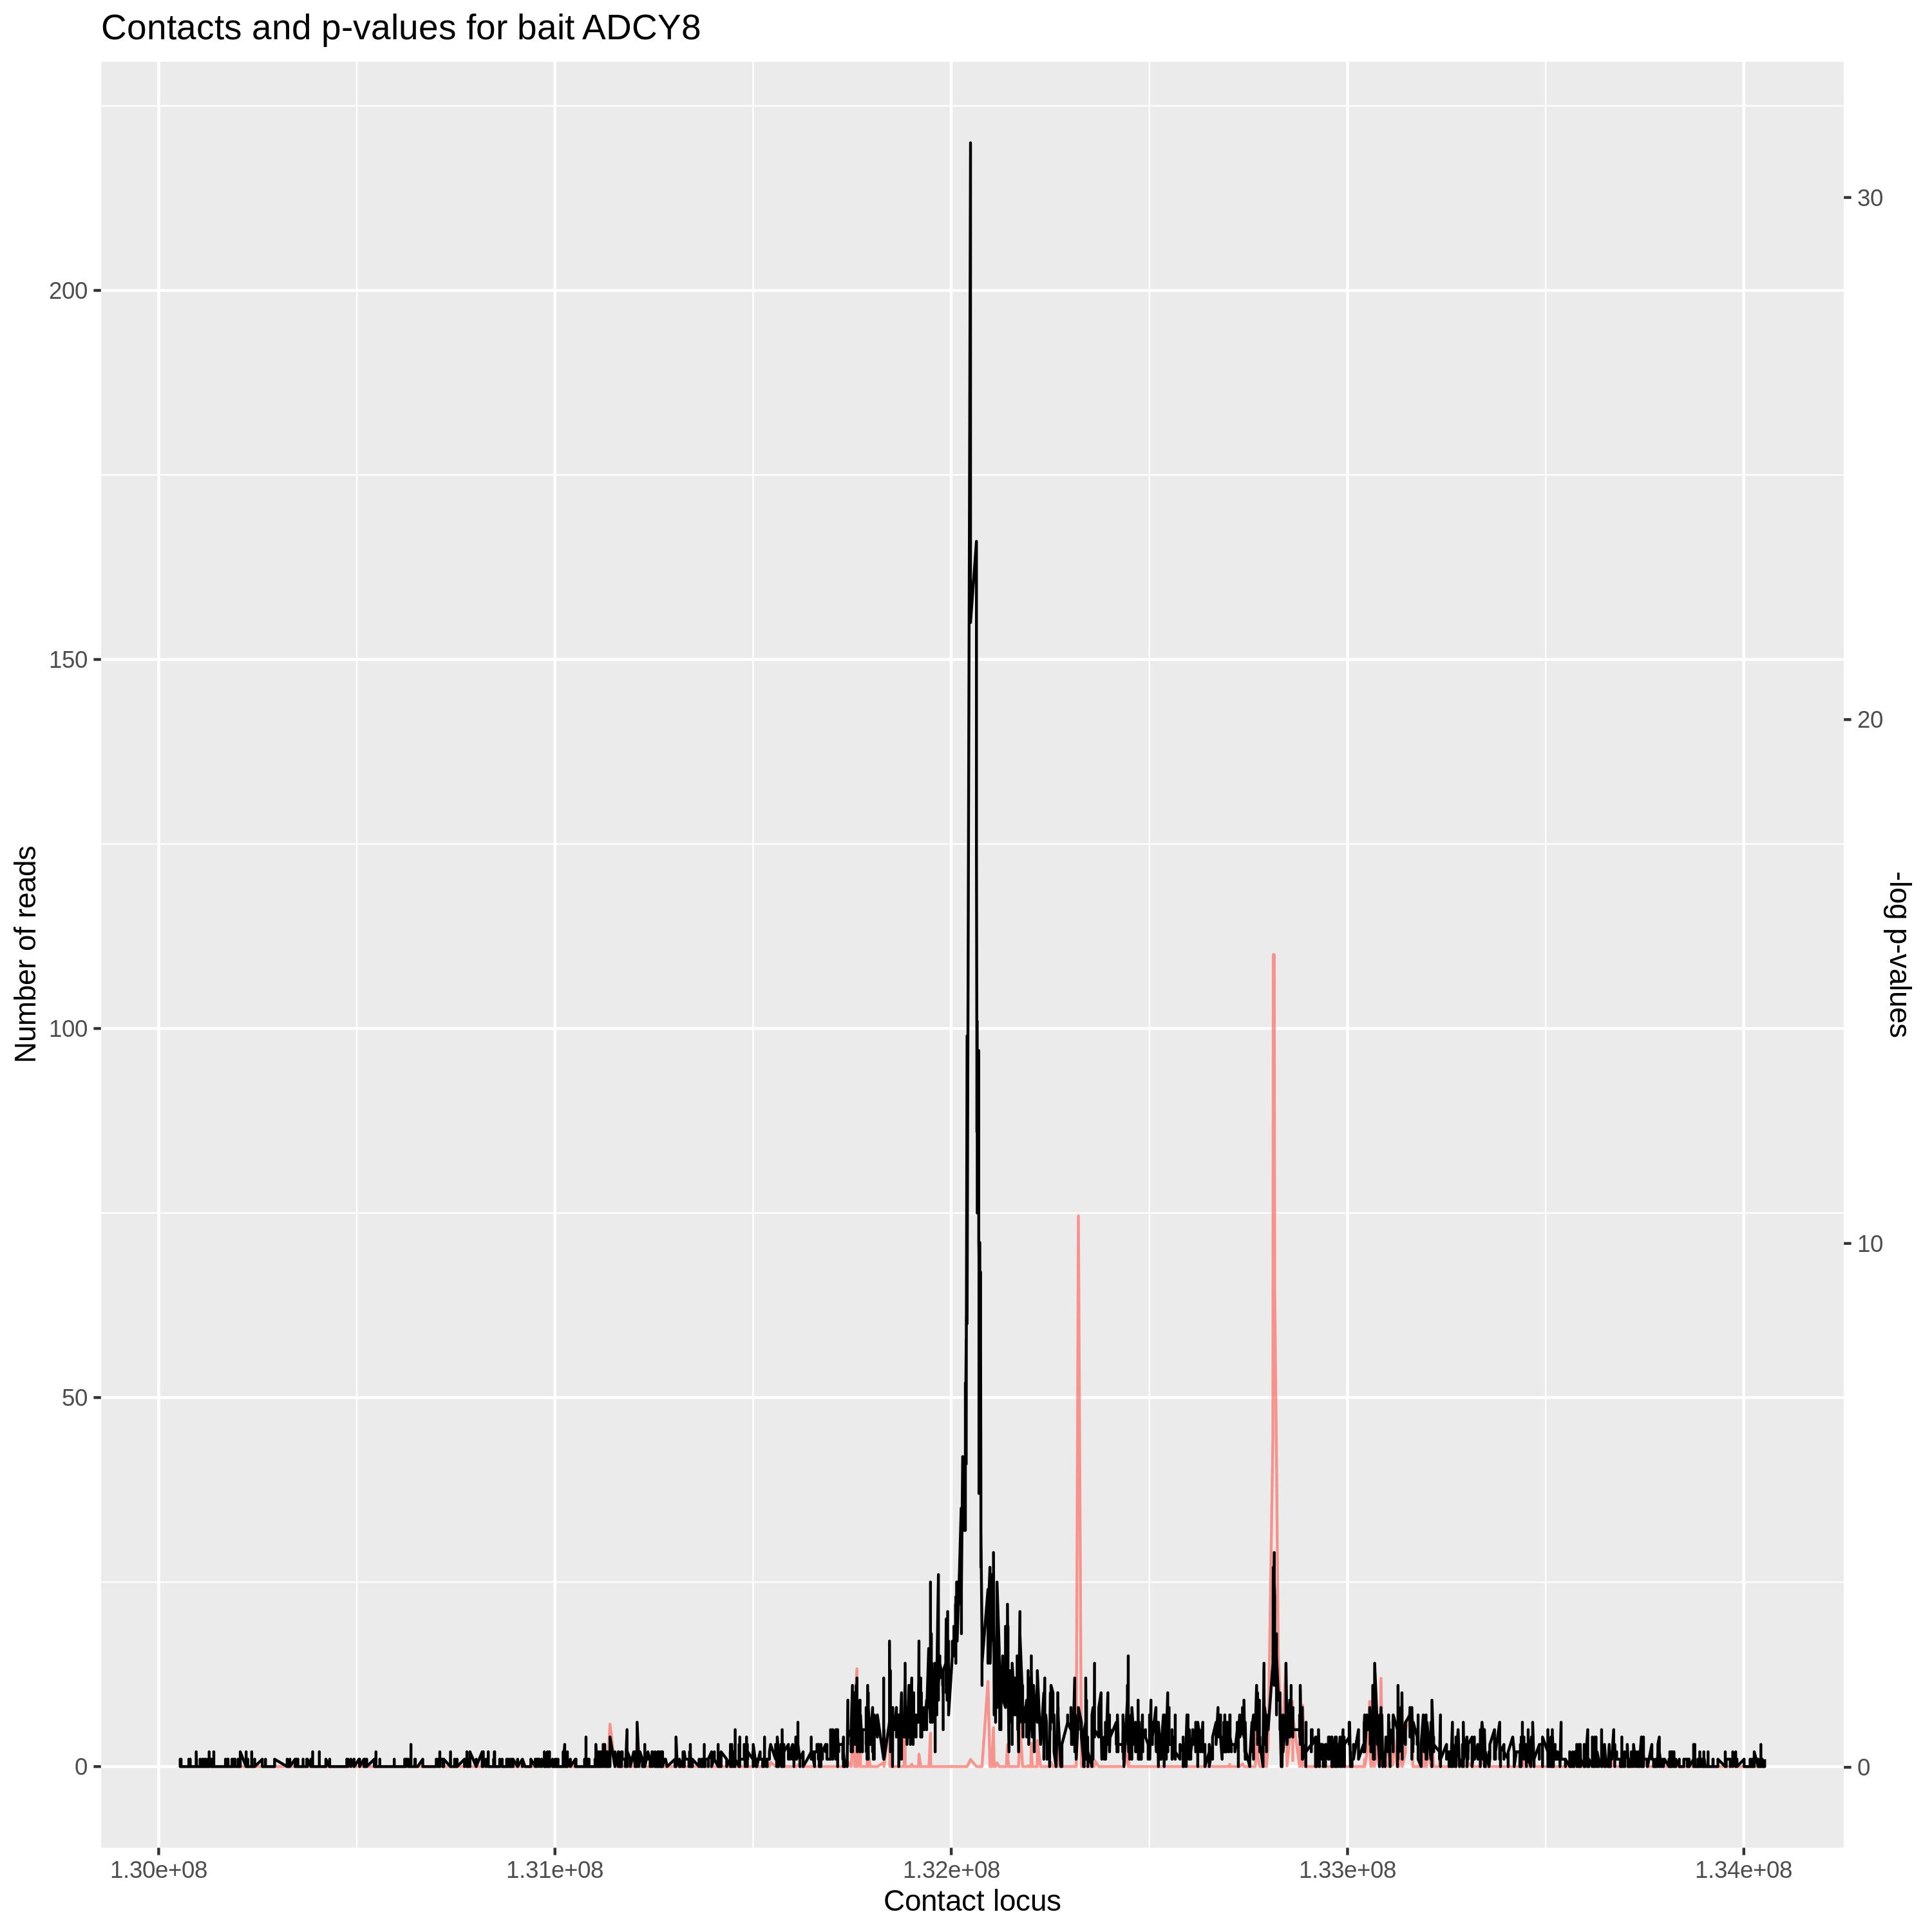 Contacts and p-values for bait ADCY8
Number of reads
200
150
100
50
0
30
20
10
0
-log p-values
1.30e+08
1.31e+08
1.32e+08
1.33e+08
1.34e+08
Contact locus